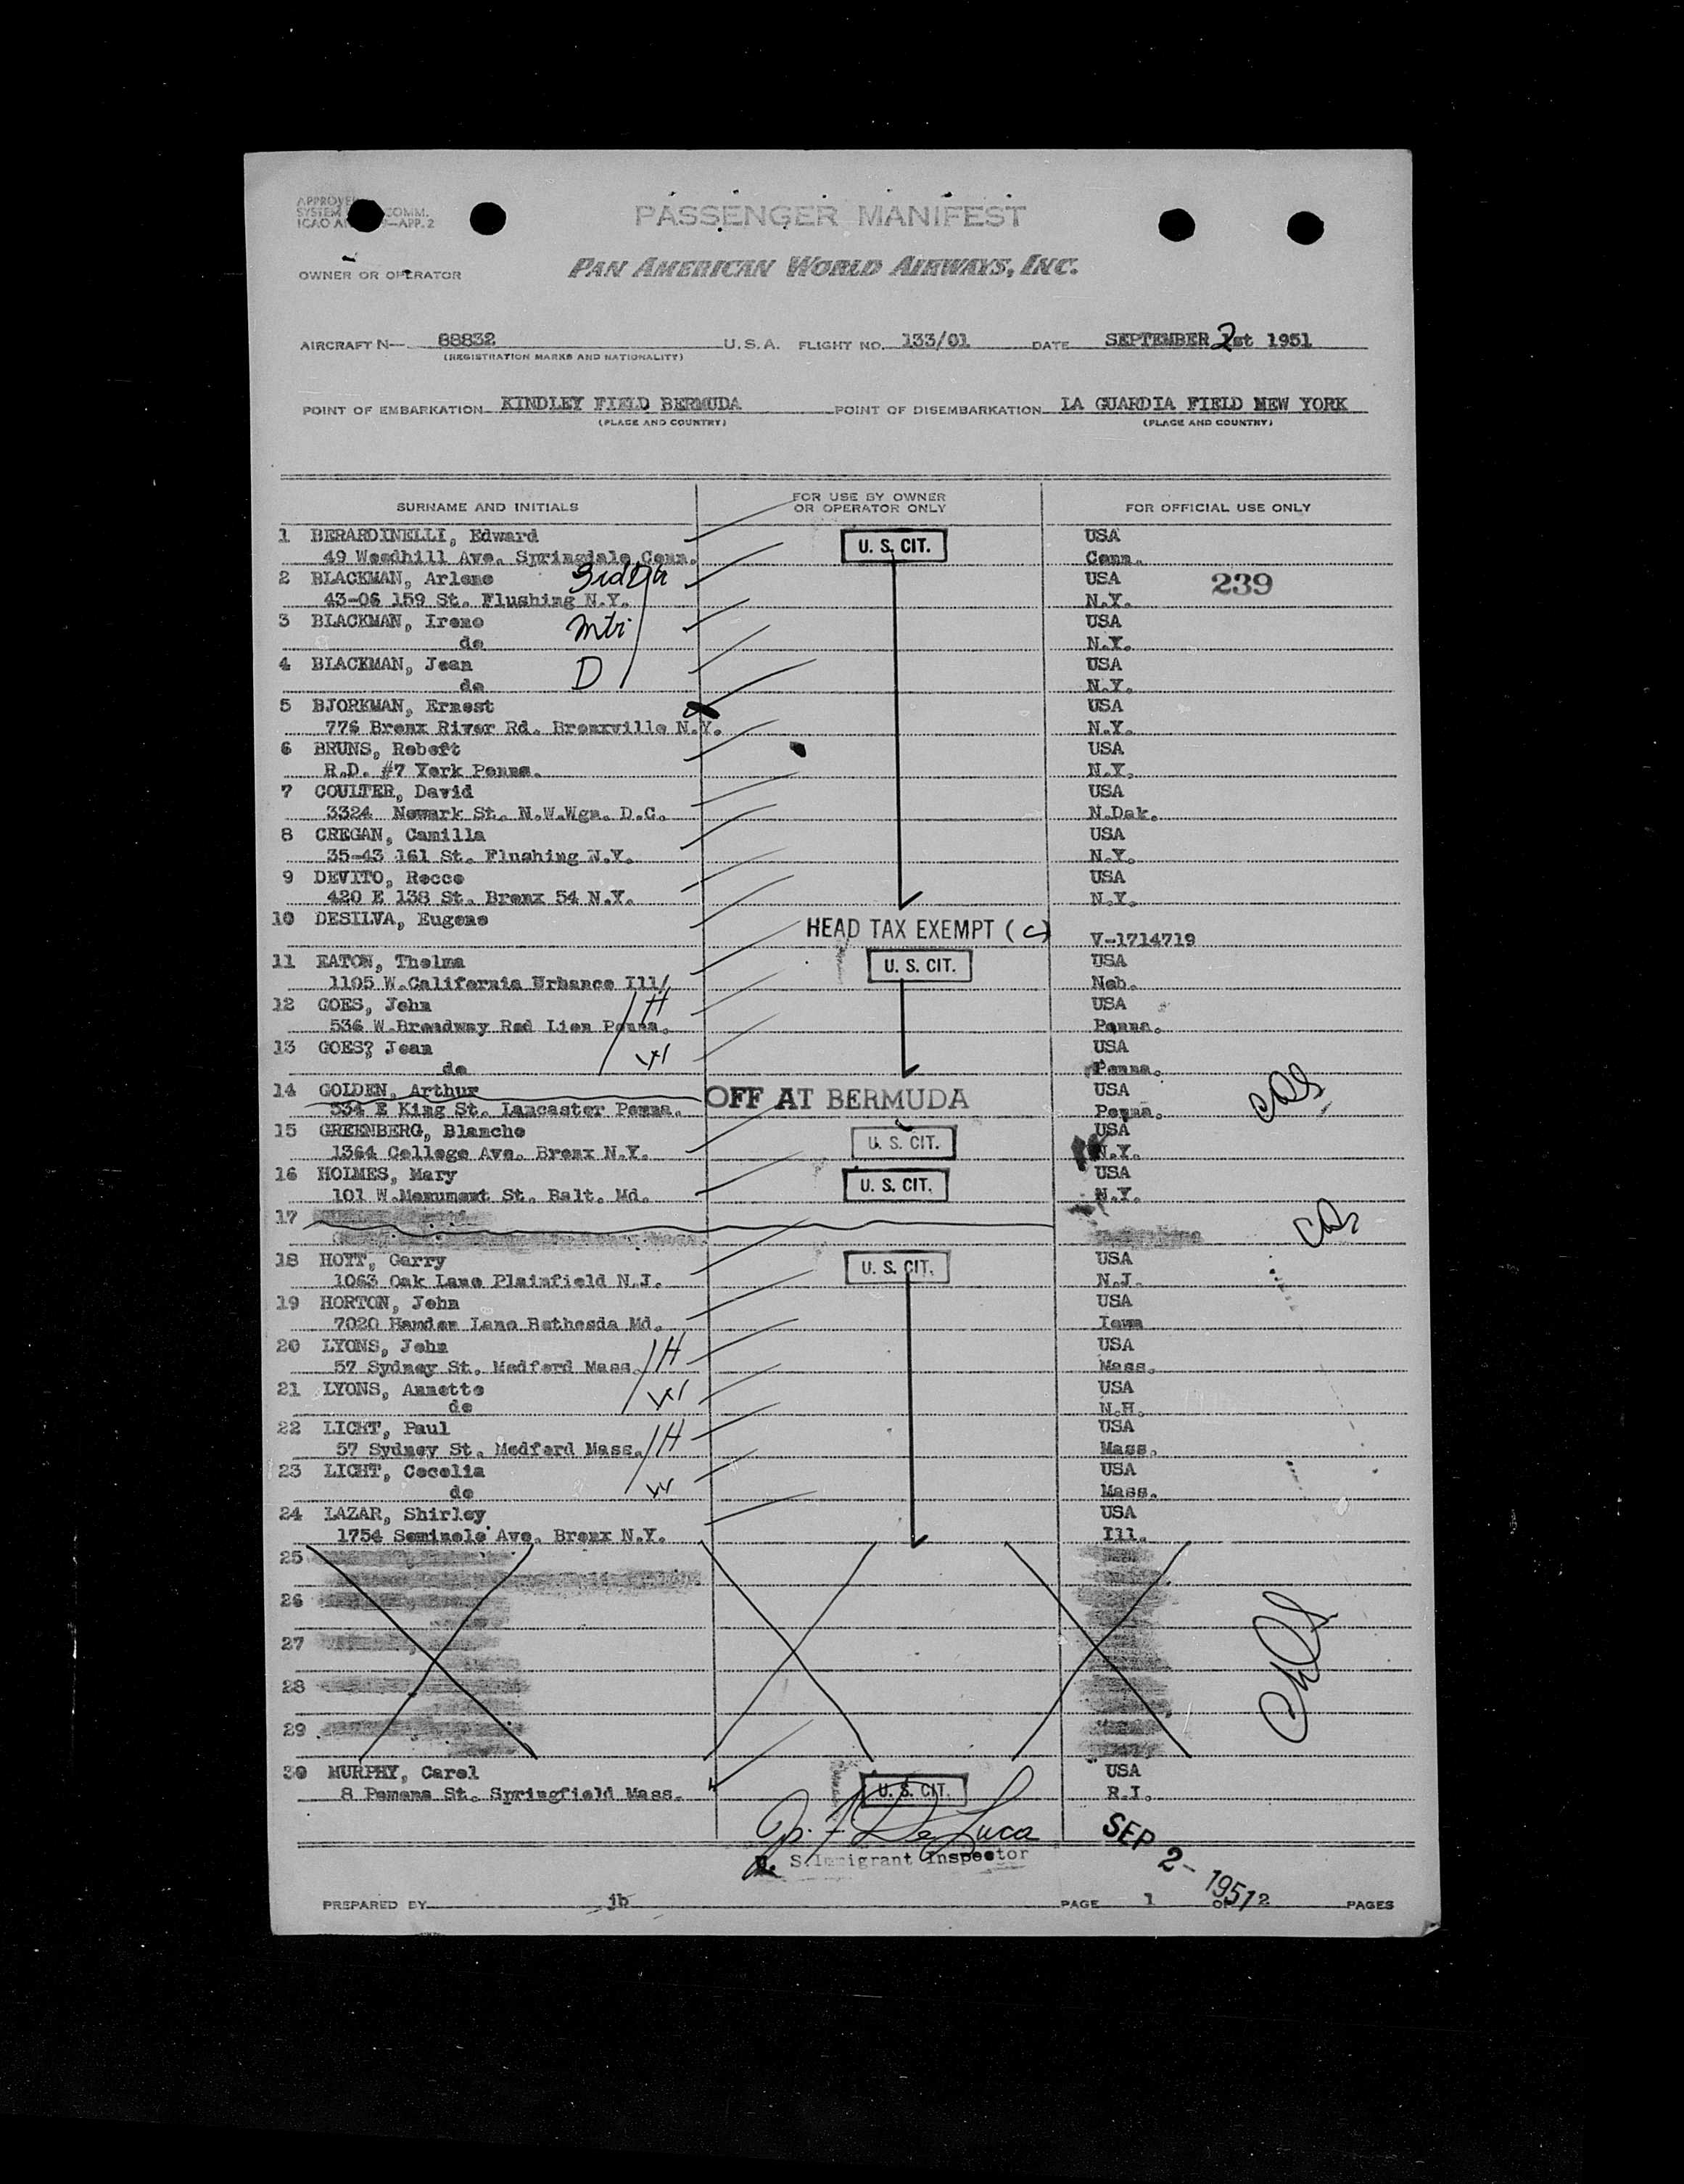 PASSENGER MANIFEST
OWNER OR OPERATOR PAN AMERICAN WORLD AIRWAYS, INC.
AIRCRAFT N— 88832 U.S.A. FLIGHT NO. 133/01 DATE SEPTEMBER 2st 1951
(REGISTRATION MARKS AND NATIONALITY)
POINT OF EMBARKATION KINDLEY FIELD BERMUDA POINT OF DISEMBARKATION LA GUARDIA FIELD NEW YORK
(PLACE AND COUNTRY) (PLACE AND COUNTRY)
SURNAME AND INITIALS FOR USE BY OWNER OR OPERATOR ONLY FOR OFFICIAL USE ONLY
1 BERARDINELLI, Edward U. S. CIT. USA
49 Woodhill Ave. Springdale Conn. Conn.
2 BLACKMAN, Arlene USA 239
43-06 159 St. Flushing N.Y. N.Y.
3 BLACKMAN, Irene USA
do N.Y.
4 BLACKMAN, Jean D USA
do N.Y.
5 BJORKMAN, Ernest USA
776 Bronx River Rd. Bronxville N.Y. N.Y.
6 BRUNS, Robeft USA
R.D. #7 York Penna. N.Y.
7 COULTER, David USA
3324 Newark St. N.W.Wgn. D.C. N.Dak.
8 CREGAN, Camilla USA
35-43 161 St. Flushing N.Y. N.Y.
9 DEVITO, Rocco USA
420 E 138 St. Bronx 54 N.Y. N.Y.
10 DESILVA, Eugene HEAD TAX EXEMPT (C)
V-1714719
11 EATON, Thelma U. S. CIT. USA
1105 W.California Urbance Ill/ Neb.
12 GOES, John H USA
536 W.Broadway Red Lion Penna. Penna.
13 GOES? Jean W USA
do Penna.
14 GOLDEN, Arthur OFF AT BERMUDA USA
534 E King St. Lancaster Penna. Penna.
15 GREENBERG, Blanche U. S. CIT. USA
1364 College Ave. Bronx N.Y. N.Y.
16 HOLMES, Mary U. S. CIT. USA
101 W.Monument St. Balt. Md. N.Y.
17
18 HOYT, Garry U. S. CIT. USA
1063 Oak Lane Plainfield N.J. N.J.
19 HORTON, John USA
7020 Hamden Lane Bethesda Md. Iowa
20 LYONS, John H USA
57 Sydney St. Medford Mass. Mass.
21 LYONS, Annette W USA
do N.H.
22 LICHT, Paul H USA
57 Sydney St. Medford Mass. Mass.
23 LICHT, Cecelia W USA
do Mass.
24 LAZAR, Shirley USA
1754 Seminole Ave. Bronx N.Y. Ill.
25
26
27
28
29
30 MURPHY, Carol U. S. CIT. USA
8 Pomona St. Springfield Mass. R.I.
De Luca
U. S.Immigrant Inspector
SEP 2- 1951
PREPARED BY jb PAGE 1 OF 2 PAGES